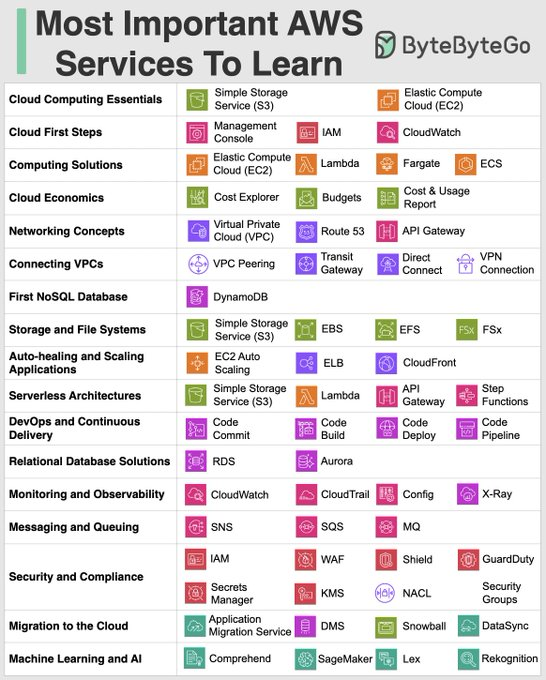 Most Important AWS
Services To Learn
ByteByteGo
Cloud Computing Essentials
Simple Storage
Service (S3)
Elastic Compute
Cloud (EC2)
Cloud First Steps
Management
Console
IAM
CloudWatch
Computing Solutions
Elastic Compute
Cloud (EC2)
Lambda
Fargate
ECS
Cloud Economics
Cost Explorer
Budgets
Cost & Usage
Report
Networking Concepts
Virtual Private
Cloud (VPC)
Route 53
API Gateway
Connecting VPCs
VPC Peering
Transit
Gateway
Direct
Connect
VPN
Connection
First NoSQL Database
DynamoDB
Storage and File Systems
Simple Storage
Service (S3)
EBS
EFS
FSx
FSx
Auto-healing and Scaling
Applications
EC2 Auto
Scaling
ELB
CloudFront
Serverless Architectures
Simple Storage
Service (S3)
Lambda
API
Gateway
Step
Functions
DevOps and Continuous
Delivery
Code
Commit
Code
Build
Code
Deploy
Code
Pipeline
Relational Database Solutions
RDS
Aurora
Monitoring and Observability
CloudWatch
CloudTrail
Config
X-Ray
Messaging and Queuing
SNS
SQS
MQ
Security and Compliance
IAM
WAF
Shield
GuardDuty
Secrets
Manager
KMS
NACL
Security
Groups
Migration to the Cloud
Application
Migration Service
DMS
Snowball
DataSync
Machine Learning and AI
Comprehend
SageMaker
Lex
Rekognition